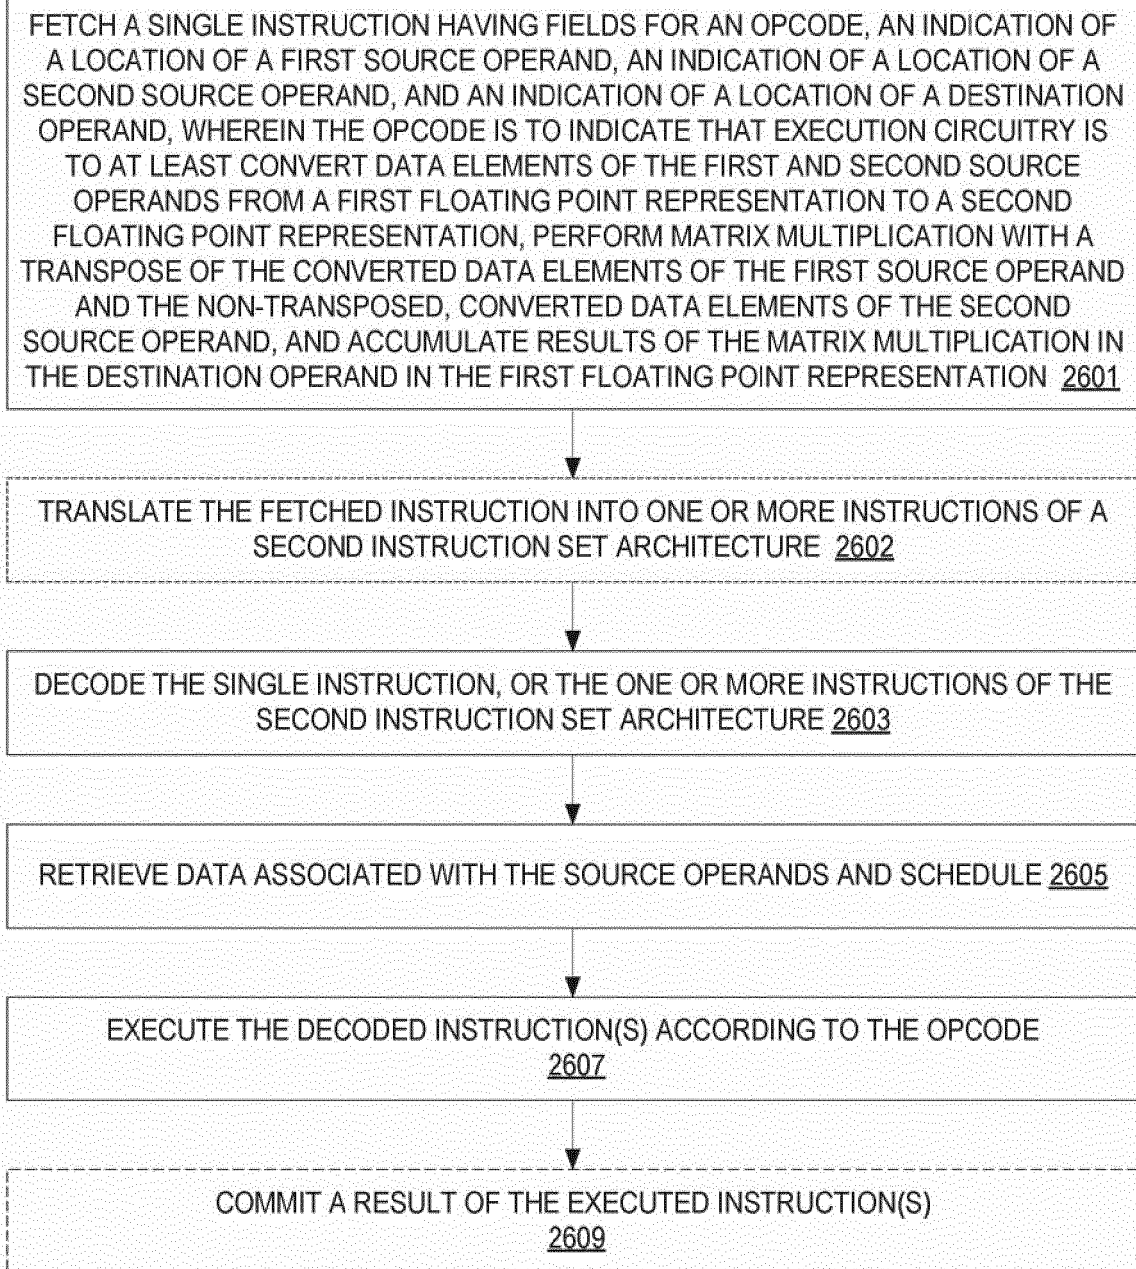 FETCH A SINGLE INSTRUCTION HAVING FIELDS FOR AN OPCODE, AN INDICATION OF
A LOCATION OF A FIRST SOURCE OPERAND, AN INDICATION OF A LOCATION OF A
SECOND SOURCE OPERAND, AND AN INDICATION OF A LOCATION OF A DESTINATION
OPERAND, WHEREIN THE OPCODE IS TO INDICATE THAT EXECUTION CIRCUITRY IS
TO AT LEAST CONVERT DATA ELEMENTS OF THE FIRST AND SECOND SOURCE
OPERANDS FROM A FIRST FLOATING POINT REPRESENTATION TO A SECOND
FLOATING POINT REPRESENTATION, PERFORM MATRIX MULTIPLICATION WITH A
TRANSPOSE OF THE CONVERTED DATA ELEMENTS OF THE FIRST SOURCE OPERAND
AND THE NON-TRANSPOSED, CONVERTED DATA ELEMENTS OF THE SECOND
SOURCE OPERAND, AND ACCUMULATE RESULTS OF THE MATRIX MULTIPLICATION IN
THE DESTINATION OPERAND IN THE FIRST FLOATING POINT REPRESENTATION 2601
TRANSLATE THE FETCHED INSTRUCTION INTO ONE OR MORE INSTRUCTIONS OF A
SECOND INSTRUCTION SET ARCHITECTURE 2602
DECODE THE SINGLE INSTRUCTION, OR THE ONE OR MORE INSTRUCTIONS OF THE
SECOND INSTRUCTION SET ARCHITECTURE 2603
RETRIEVE DATA ASSOCIATED WITH THE SOURCE OPERANDS AND SCHEDULE 2605
EXECUTE THE DECODED INSTRUCTION(S) ACCORDING TO THE OPCODE
2607
COMMIT A RESULT OF THE EXECUTED INSTRUCTION(S)
2609